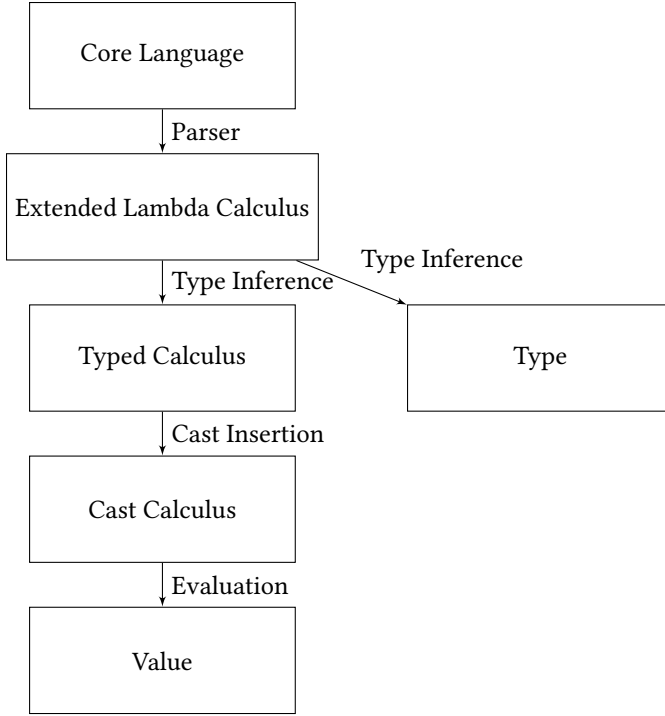 Core Language
Parser
Extended Lambda Calculus
Type Inference
Type Inference
Typed Calculus
Type
Cast Insertion
Cast Calculus
Evaluation
Value